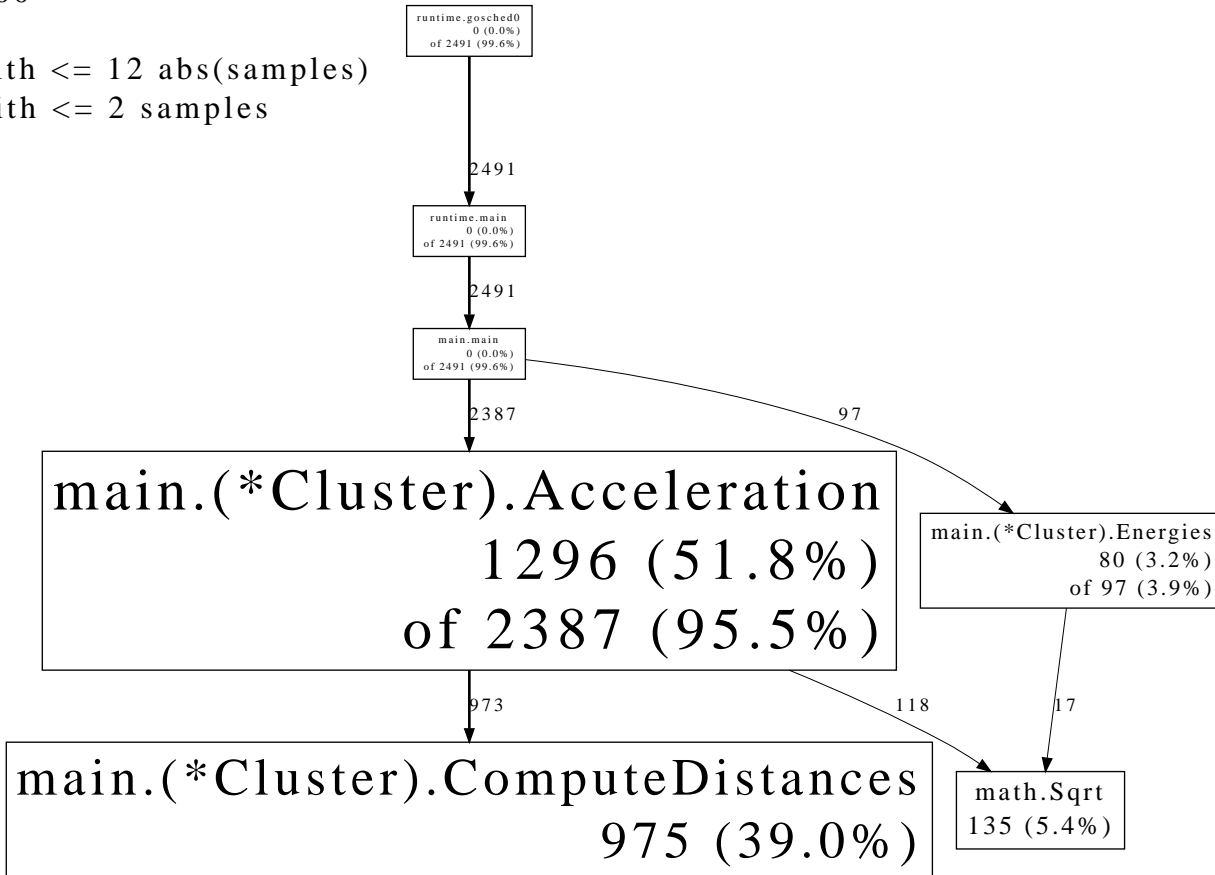 runtime.gosched0
0 (0.0%)
of 2491 (99.6%)
<= 12 abs(samples)
<= 2 samples
2491
runtime.main
0 (0.0%)
of 2491 (99.6%)
2491
main.main
0 (0.0%)
of 2491 (99.6%)
2387
97
main.(*Cluster).Acceleration
1296 (51.8%)
of 2387 (95.5%)
main.(*Cluster).Energies
80 (3.2%)
of 97 (3.9%)
973
118
17
main.(*Cluster).ComputeDistances
975 (39.0%)
math.Sqrt
135 (5.4%)